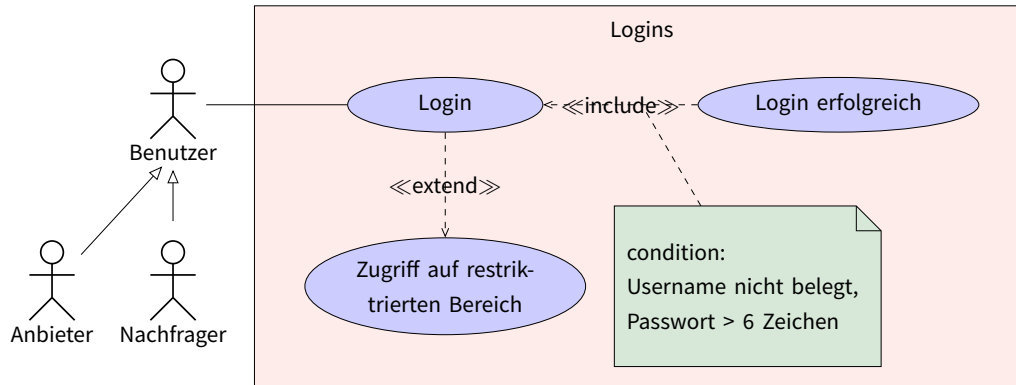 Logins
Login
≪include≫
Login erfolgreich
Benutzer
≪extend≫
Zugriff auf restrik-
trierten Bereich
condition:
Username nicht belegt,
Passwort > 6 Zeichen
Anbieter
Nachfrager